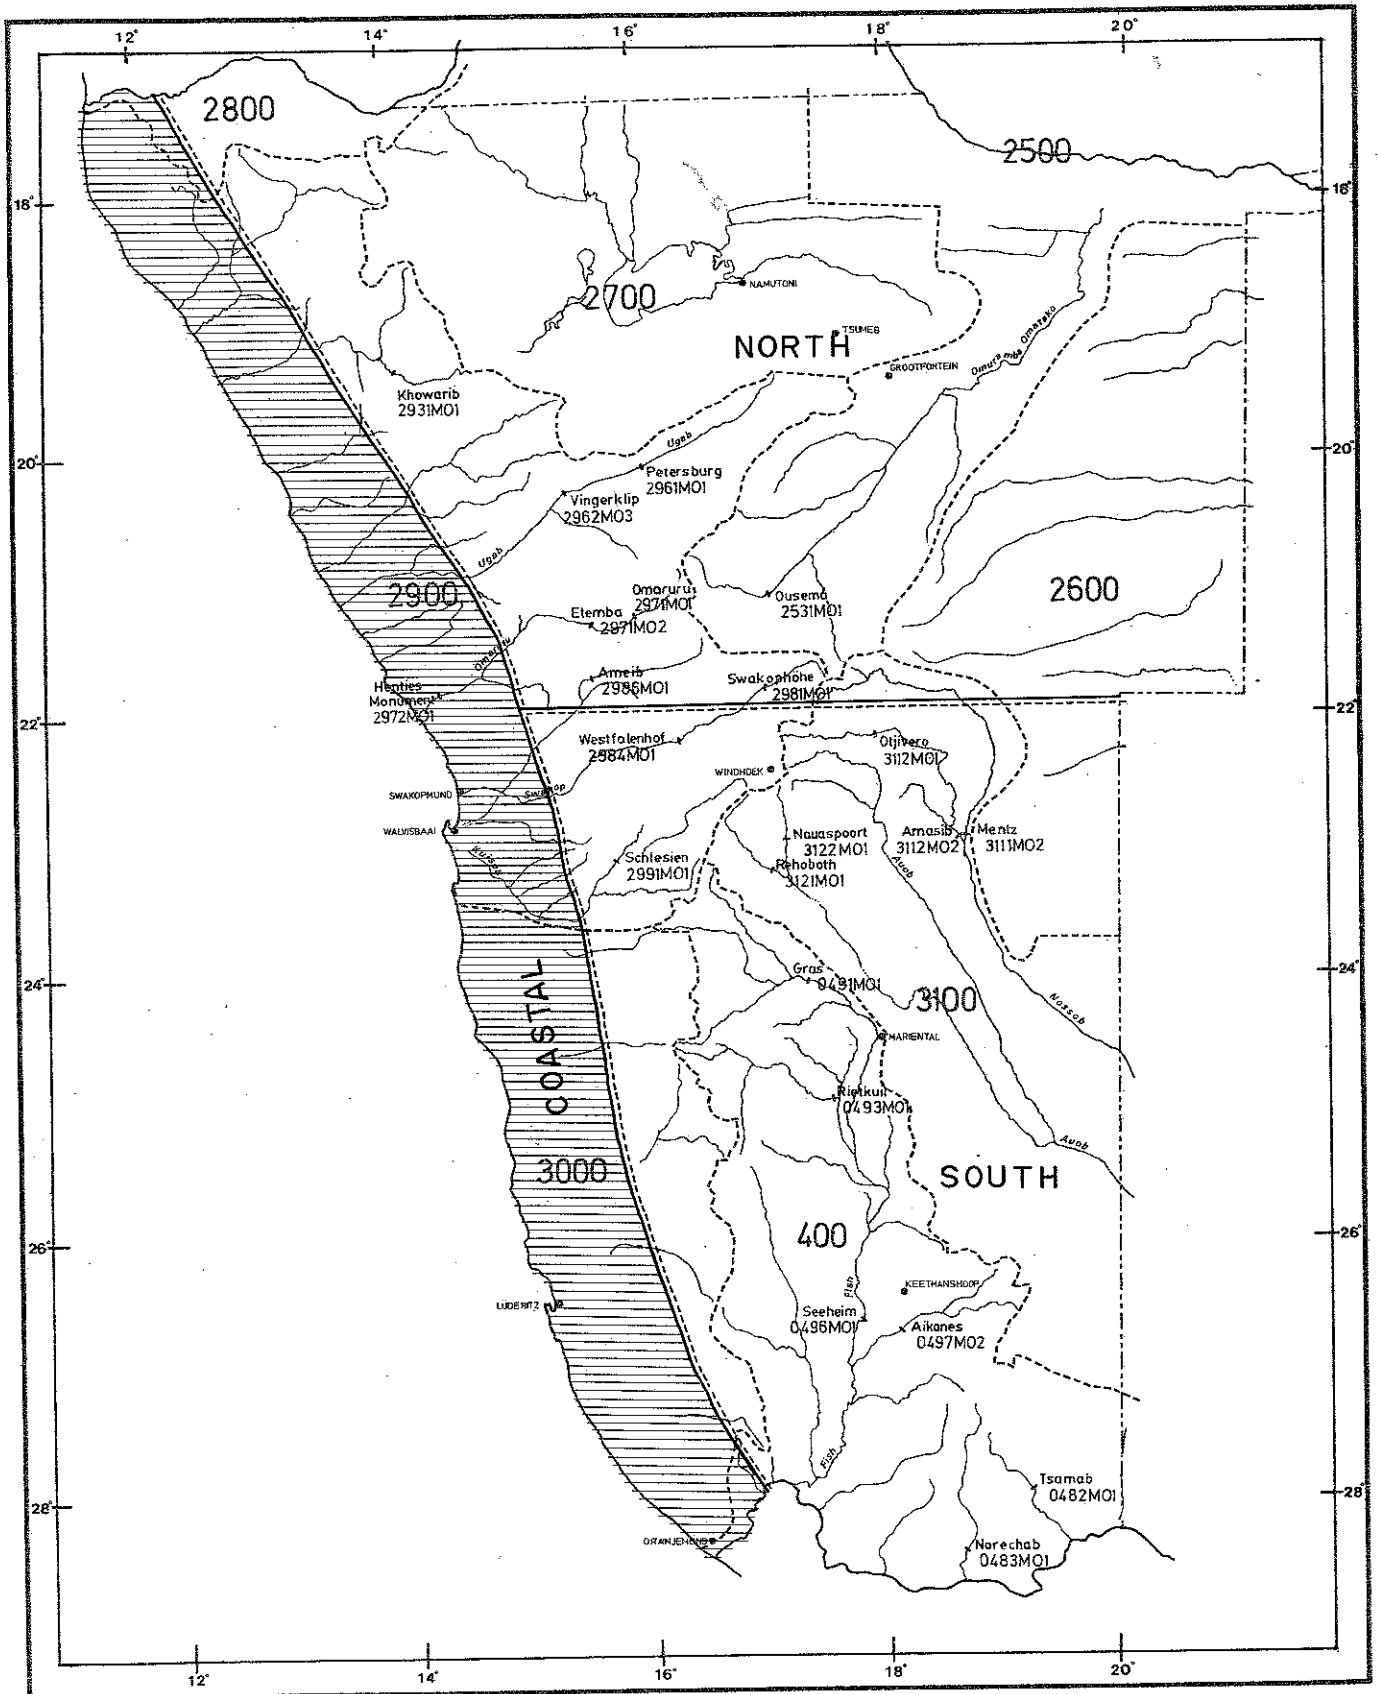 12° 14° 16° 18° 20°
2800
2500
18° 18°
2700
NAMUTONI
NORTH
TSUMEB
GROOTFONTEIN
Omuramba Omatako
Khowarib
2931M01
Ugab
20° 20°
Petersburg
2961M01
Vingerklip
2962M03
Ugab
2900
2600
Omaruru
2971M01
Etemba
2971M02
Ousema
2531M01
Omaruru
Ameib
2986M01
Swakophöhe
2981M01
Henties
Monument
2972M01
22° 22°
Westfalenhof
2984M01
Otjivero
3112M01
WINDHOEK
SWAKOPMUND
Swakop
WALVISBAAI
Nauaspoort
3122M01
Amasib
3112M02
Mentz
3111M02
Kuiseb
Schlesien
2991M01
Rehoboth
3121M01
Auob
Gras
0491M01
24° 24°
COASTAL
3100
Nossob
MARIENTAL
Rietkuil
0493M01
Auob
3000
SOUTH
400
26° 26°
KEETMANSHOOP
Fish
LÜDERITZ
Seeheim
0496M01
Aikanes
0497M02
Fish
Tsamab
0482M01
28° 28°
ORANJEMUND
Norechab
0483M01
12° 14° 16° 18° 20°